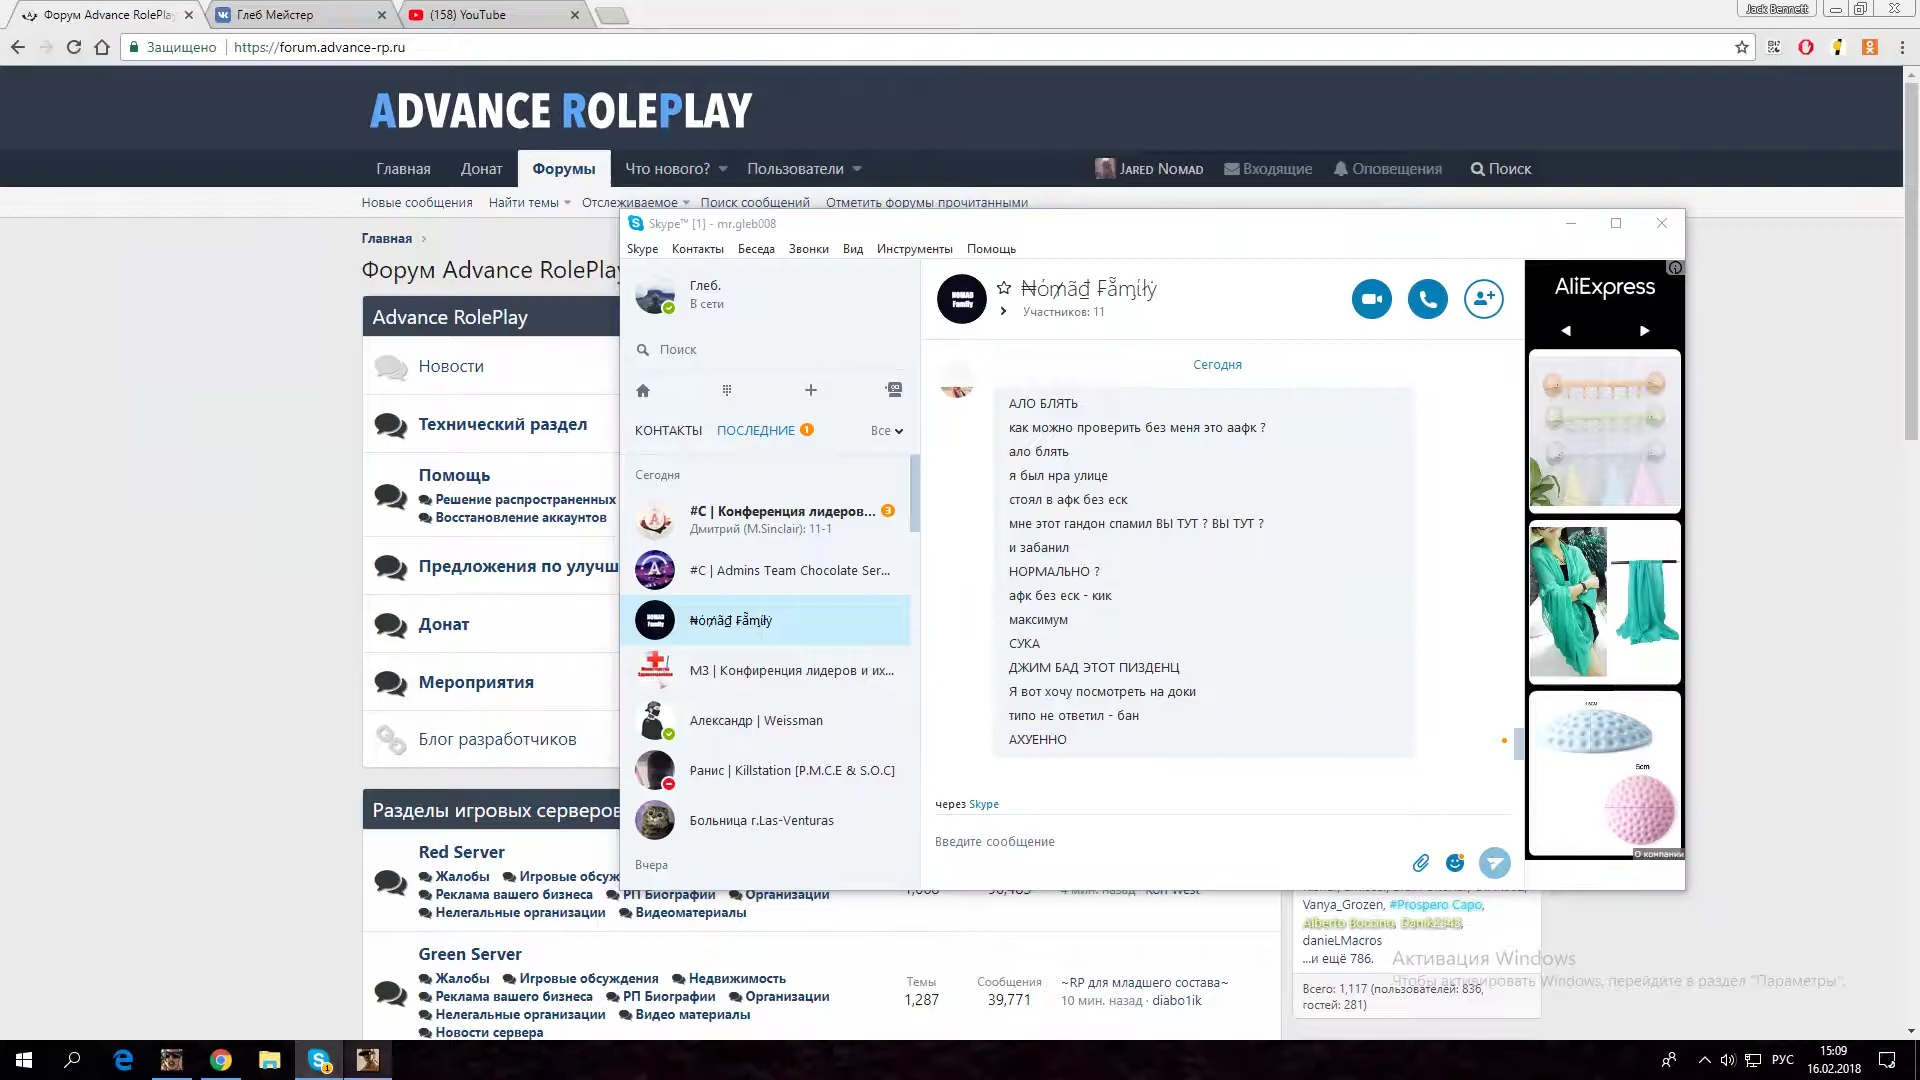 Форум Advance RolePlay
Глеб Мейстер
(158) YouTube
Jack Bennett
Защищено
https://forum.advance-rp.ru
ADVANCE ROLEPLAY
Главная
Донат
Форумы
Что нового?
Пользователи
JARED NOMAD
Входящие
Оповещения
Поиск
Новые сообщения
Найти темы
Отслеживаемое
Поиск сообщений
Отметить форумы прочитанными
Главная
Форум Advance RolePlay
Advance RolePlay
Новости
Технический раздел
Помощь
Решение распространенных
Восстановление аккаунтов
Предложения по улучш
Донат
Мероприятия
Блог разработчиков
Разделы игровых серверов
Red Server
Жалобы
Игровые обсуж
Реклама вашего бизнеса
РП Биографии
Организации
Нелегальные организации
Видеоматериалы
Green Server
Жалобы
Игровые обсуждения
Недвижимость
Реклама вашего бизнеса
РП Биографии
Организации
Нелегальные организации
Видео материалы
Новости сервера
Темы
1,287
Сообщения
39,771
~RP для младшего состава~
10 мин. назад · diabo1ik
Skype™ [1] - mr.gleb008
Skype
Контакты
Беседа
Звонки
Вид
Инструменты
Помощь
Глеб.
В сети
Поиск
КОНТАКТЫ
ПОСЛЕДНИЕ
1
Все
Сегодня
#C | Конференция лидеров...
3
Дмитрий (M.Sinclair): 11-1
#C | Admins Team Chocolate Ser...
МЗ | Конфиренция лидеров и их...
Александр | Weissman
Ранис | Killstation [P.M.C.E & S.O.C]
Больница г.Las-Venturas
Вчера
NOMAD
Family
Участников: 11
Сегодня
АЛО БЛЯТЬ
как можно проверить без меня это аафк ?
ало блять
я был нра улице
стоял в афк без еск
мне этот гандон спамил ВЫ ТУТ ? ВЫ ТУТ ?
и забанил
НОРМАЛЬНО ?
афк без еск - кик
максимум
СУКА
ДЖИМ БАД ЭТОТ ПИЗДЕНЦ
Я вот хочу посмотреть на доки
типо не ответил - бан
АХУЕННО
через Skype
Введите сообщение
AliExpress
5cm
О компании
Vanya_Grozen, #Prospero Capo,
Alberto Boccino, Danik2343,
danieLMacros
...и ещё 786.
Всего: 1,117 (пользователей: 836,
гостей: 281)
Активация Windows
Чтобы активировать Windows, перейдите в раздел "Параметры".
РУС
15:09
16.02.2018